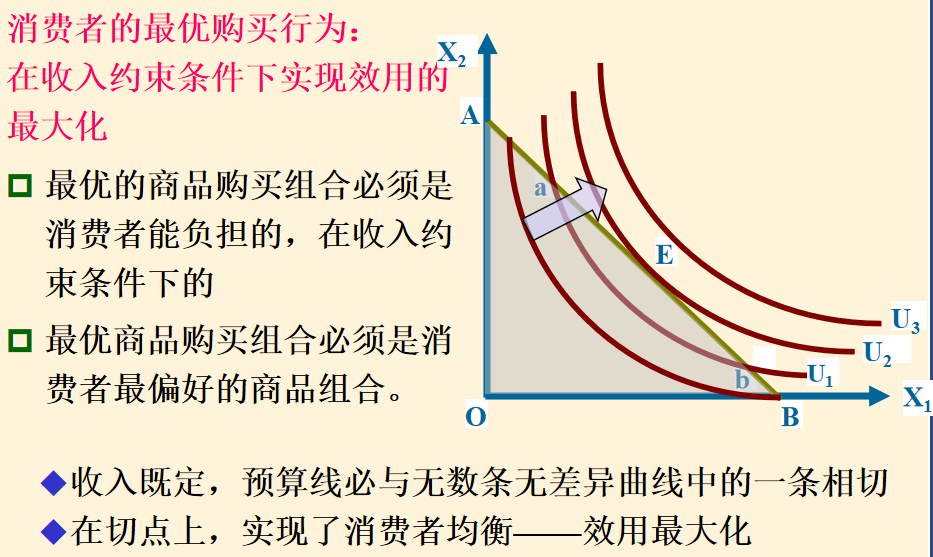 消费者的最优购买行为：
在收入约束条件下实现效用的
最大化
最优的商品购买组合必须是
消费者能负担的，在收入约
束条件下的
最优商品购买组合必须是消
费者最偏好的商品组合。
X₂
A
a
E
U₃
U₂
U₁
b
X₁
O
B
收入既定，预算线必与无数条无差异曲线中的一条相切
在切点上，实现了消费者均衡——效用最大化